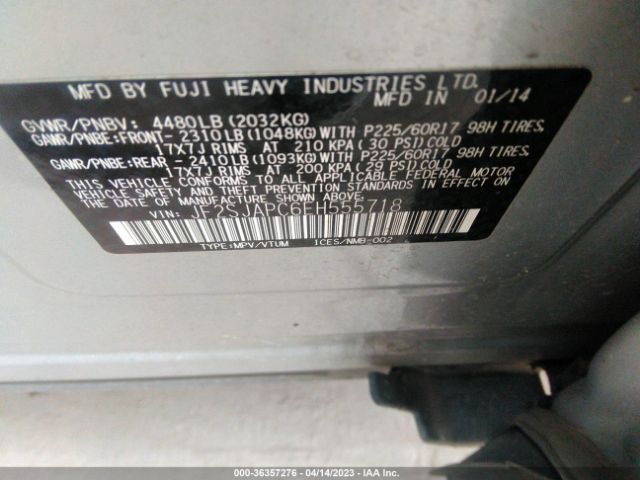 MFD BY FUJI HEAVY INDUSTRIES LTD.
MFD IN 01/14
GVWR/PNBV: 4480LB (2032KG)
GAWR/PNBE:FRONT- 2310LB (1048KG) WITH P225/60R17 98H TIRES,
17X7J RIMS AT 210 KPA (30 PSI) COLD
GAWR/PNBE:REAR - 2410LB (1093KG) WITH P225/60R17 98H TIRES,
17X7J RIMS AT 200 KPA (29 PSI) COLD
THIS VEHICLE CONFORMS TO ALL APPLICABLE FEDERAL MOTOR
VEHICLE SAFETY AND THEFT PREVENTION STANDARDS IN EFFECT ON
THE DATE OF MANUFACTURE SHOWN ABOVE.
VIN: JF2SJAPC6EH555718
TYPE:MPV/VTUM ICES/NMB-002
000-36357276 - 04/14/2023 - IAA Inc.